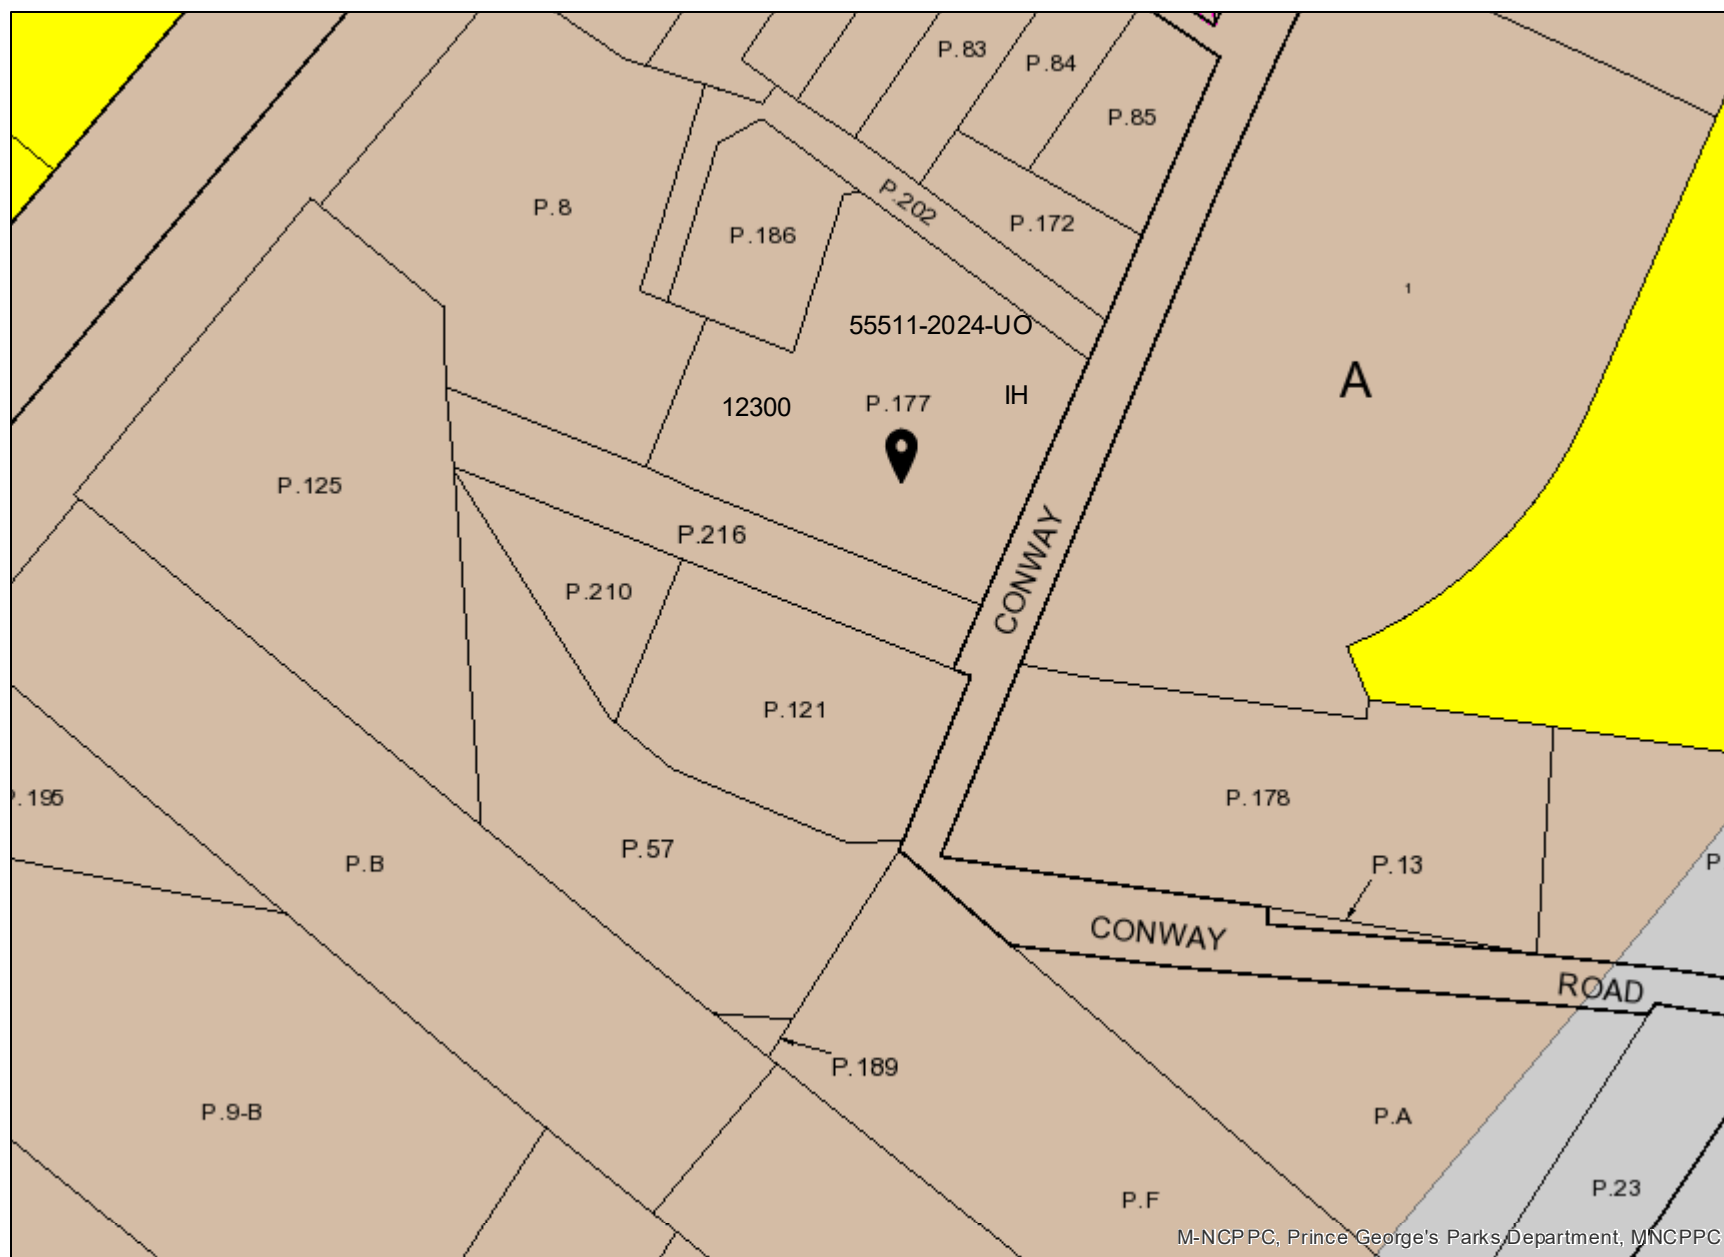 P.83
P.84
P.85
P.8
P.202
P.186
P.172
1
55511-2024-UO
A
IH
12300
P.177
P.125
P.216
CONWAY
P.210
P.121
.195
P.178
P.57
P.B
P.13
P
CONWAY
ROAD
P.189
P.9-B
P.A
P.23
P.F
M-NCPPC, Prince George's Parks Department, MNCPPC